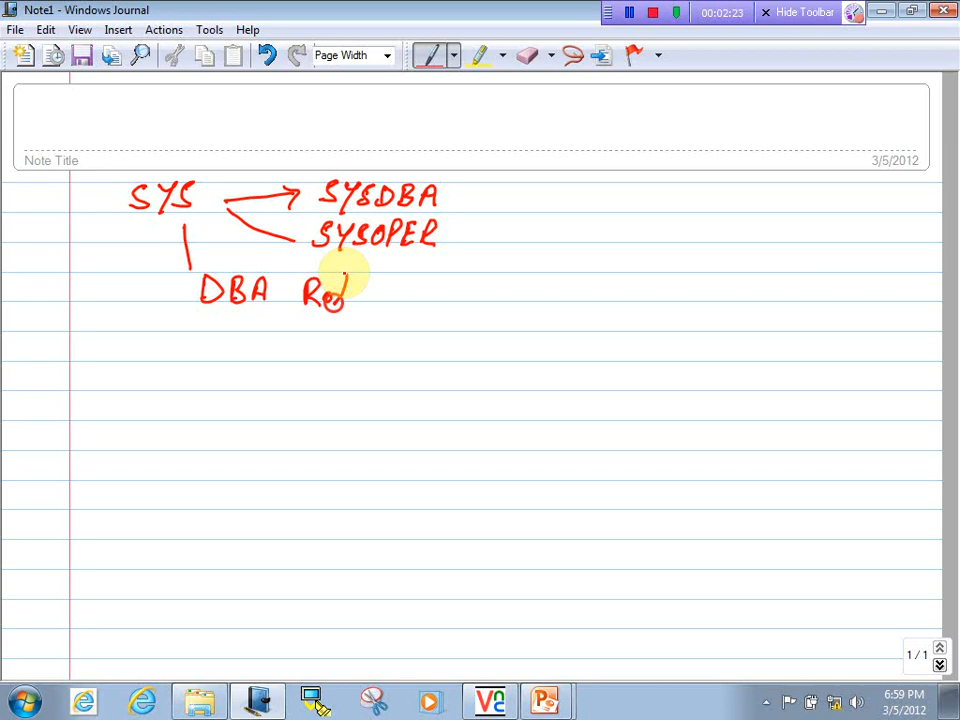 Note1 - Windows Journal
00:02:23
Hide Toolbar
File Edit View Insert Actions Tools Help
Page Width
Note Title
3/5/2012
SYS SYSDBA
SYSOPER
DBA
1 / 1
6:59 PM
3/5/2012